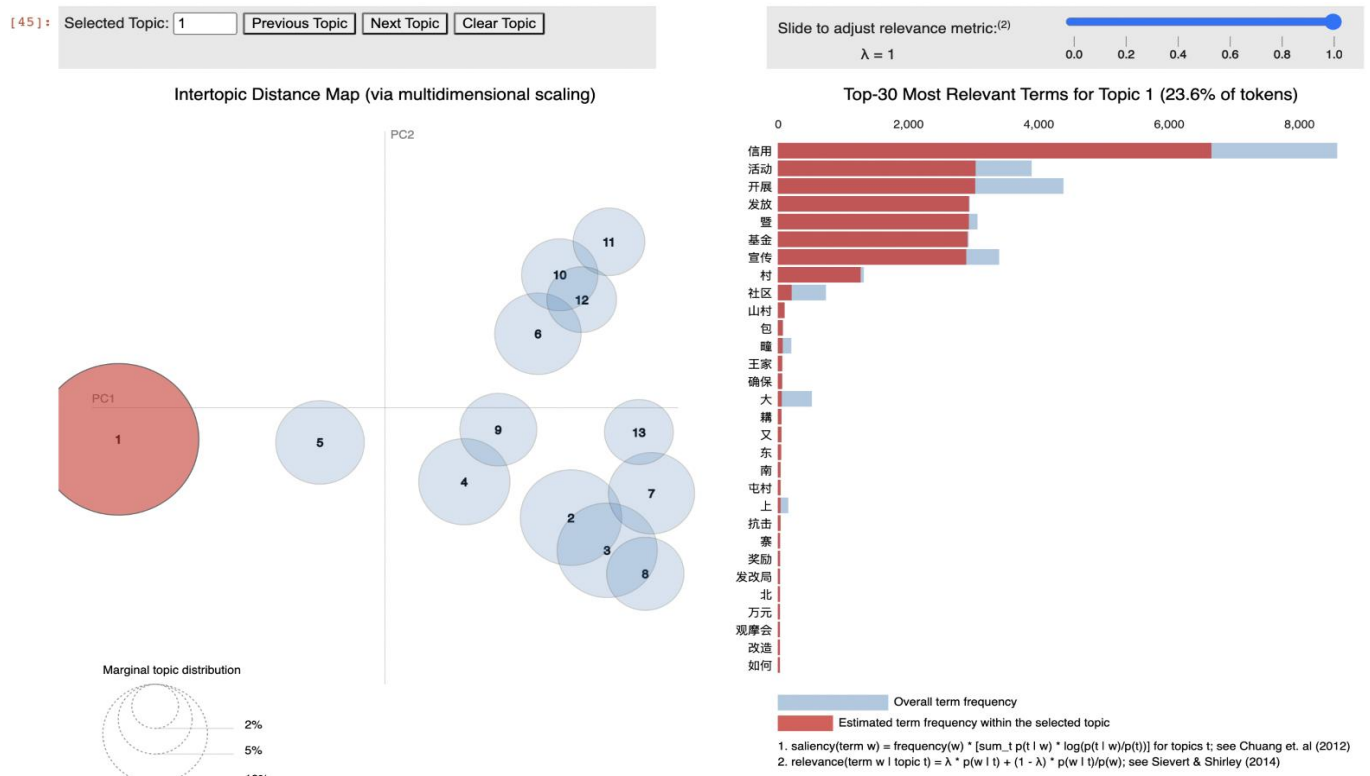 [45]:
Selected Topic: 1 Previous Topic Next Topic Clear Topic
Slide to adjust relevance metric:(2)
λ = 1
0.0 0.2 0.4 0.6 0.8 1.0
Intertopic Distance Map (via multidimensional scaling)
PC2
PC1
11
10
12
6
1
5
9
13
4
7
2
3
8
Marginal topic distribution
2%
5%
Top-30 Most Relevant Terms for Topic 1 (23.6% of tokens)
0 2,000 4,000 6,000 8,000
信用
活动
开展
发放
暨
基金
宣传
村
社区
山村
包
疃
王家
确保
大
耩
又
东
南
屯村
上
抗击
寨
奖励
发改局
北
万元
观摩会
改造
如何
Overall term frequency
Estimated term frequency within the selected topic
1. saliency(term w) = frequency(w) * [sum_t p(t | w) * log(p(t | w)/p(t))] for topics t; see Chuang et. al (2012)
2. relevance(term w | topic t) = λ * p(w | t) + (1 - λ) * p(w | t)/p(w); see Sievert & Shirley (2014)